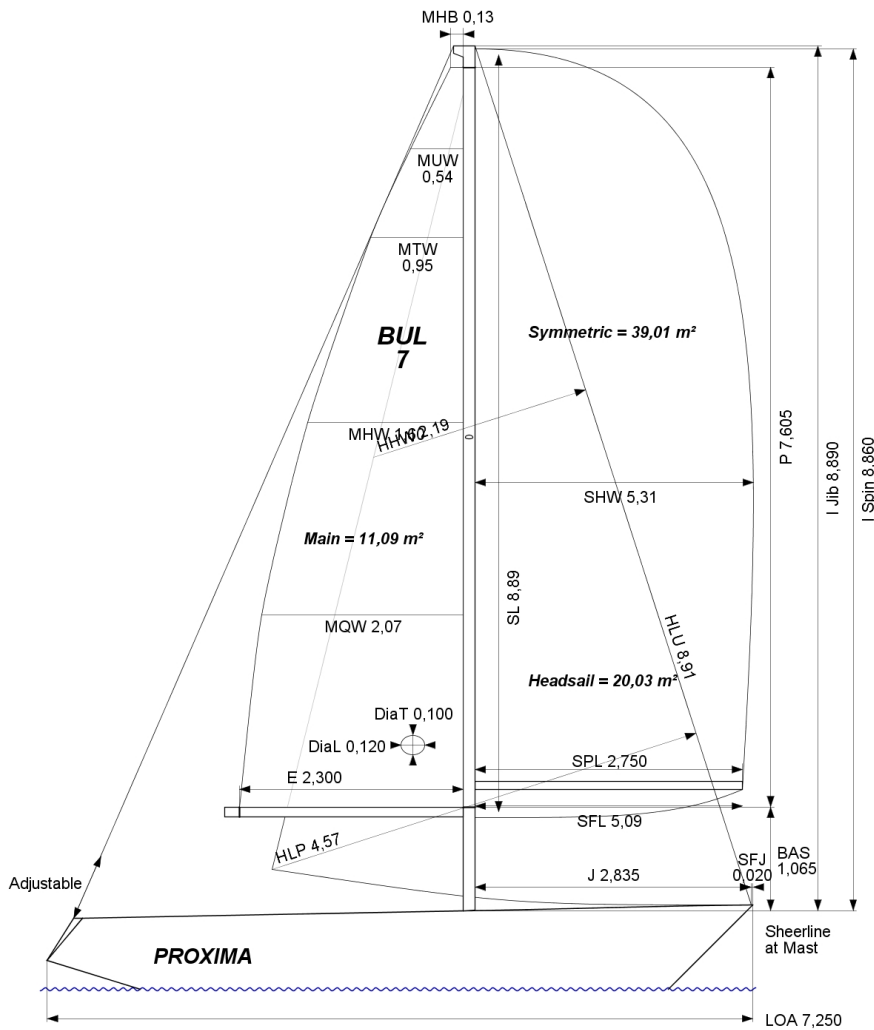 MHB 0,13
MUW
0,54
MTW
0,95
BUL
7
Symmetric = 39,01 m²
MHW 1,60
HHW 2,19
0
P 7,605
I Jib 8,890
I Spin 8.860
SHW 5,31
Main = 11,09 m²
SL 8,89
MQW 2,07
HLU 8,91
Headsail = 20,03 m²
DiaT 0,100
DiaL 0,120
SPL 2,750
E 2,300
SFL 5,09
HLP 4,57
J 2,835
SFJ
0,020
BAS
1,065
Adjustable
Sheerline
at Mast
PROXIMA
LOA 7,250